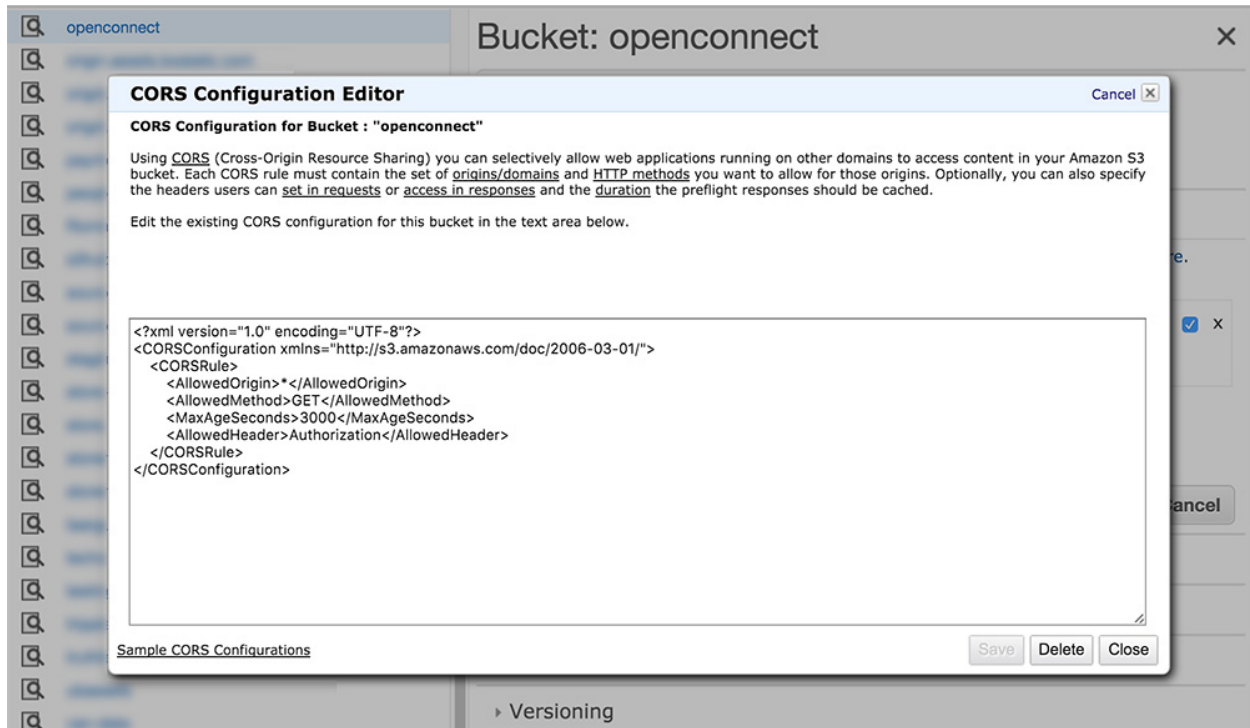 openconnect
Bucket: openconnect
CORS Configuration Editor
Cancel
CORS Configuration for Bucket : "openconnect"
Using CORS (Cross-Origin Resource Sharing) you can selectively allow web applications running on other domains to access content in your Amazon S3
bucket. Each CORS rule must contain the set of origins/domains and HTTP methods you want to allow for those origins. Optionally, you can also specify
the headers users can set in requests or access in responses and the duration the preflight responses should be cached.
Edit the existing CORS configuration for this bucket in the text area below.
re.
<?xml version="1.0" encoding="UTF-8"?>
<CORSConfiguration xmlns="http://s3.amazonaws.com/doc/2006-03-01/">
<CORSRule>
<AllowedOrigin>*</AllowedOrigin>
<AllowedMethod>GET</AllowedMethod>
<MaxAgeSeconds>3000</MaxAgeSeconds>
<AllowedHeader>Authorization</AllowedHeader>
</CORSRule>
</CORSConfiguration>
x
ancel
Sample CORS Configurations
Save Delete Close
Versioning